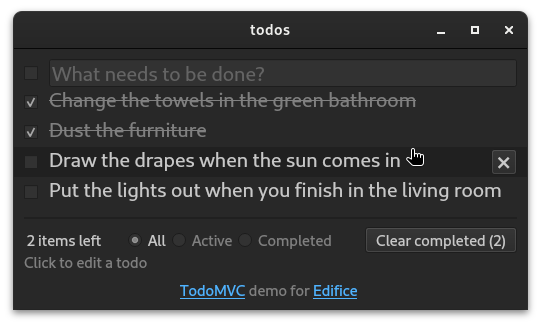 todos
What needs to be done?
Change the towels in the green bathroom
Dust the furniture
Draw the drapes when the sun comes in
Put the lights out when you finish in the living room
2 items left All Active Completed Clear completed (2)
Click to edit a todo
TodoMVC demo for Edifice